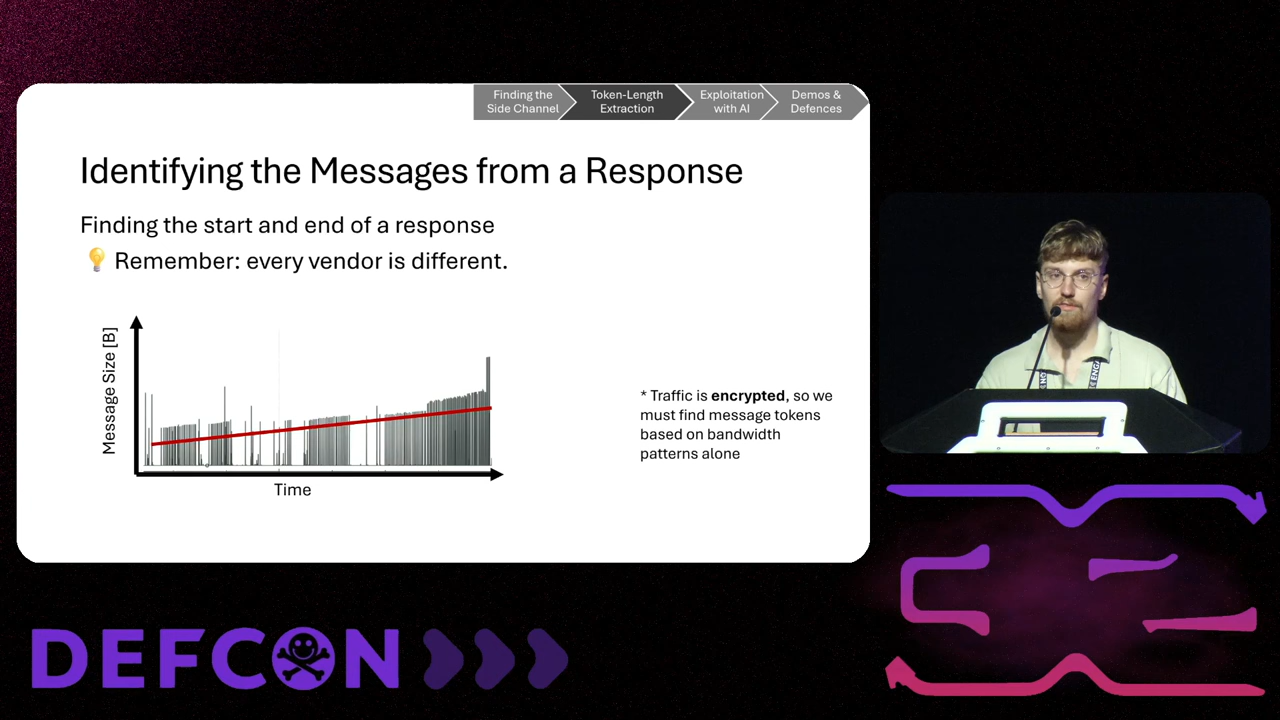 Finding the
Side Channel
Token-Length
Extraction
Exploitation
with AI
Demos &
Defences
Identifying the Messages from a Response
Finding the start and end of a response
💡 Remember: every vendor is different.
Message Size [B]
Time
* Traffic is encrypted, so we
must find message tokens
based on bandwidth
patterns alone
DEFCON